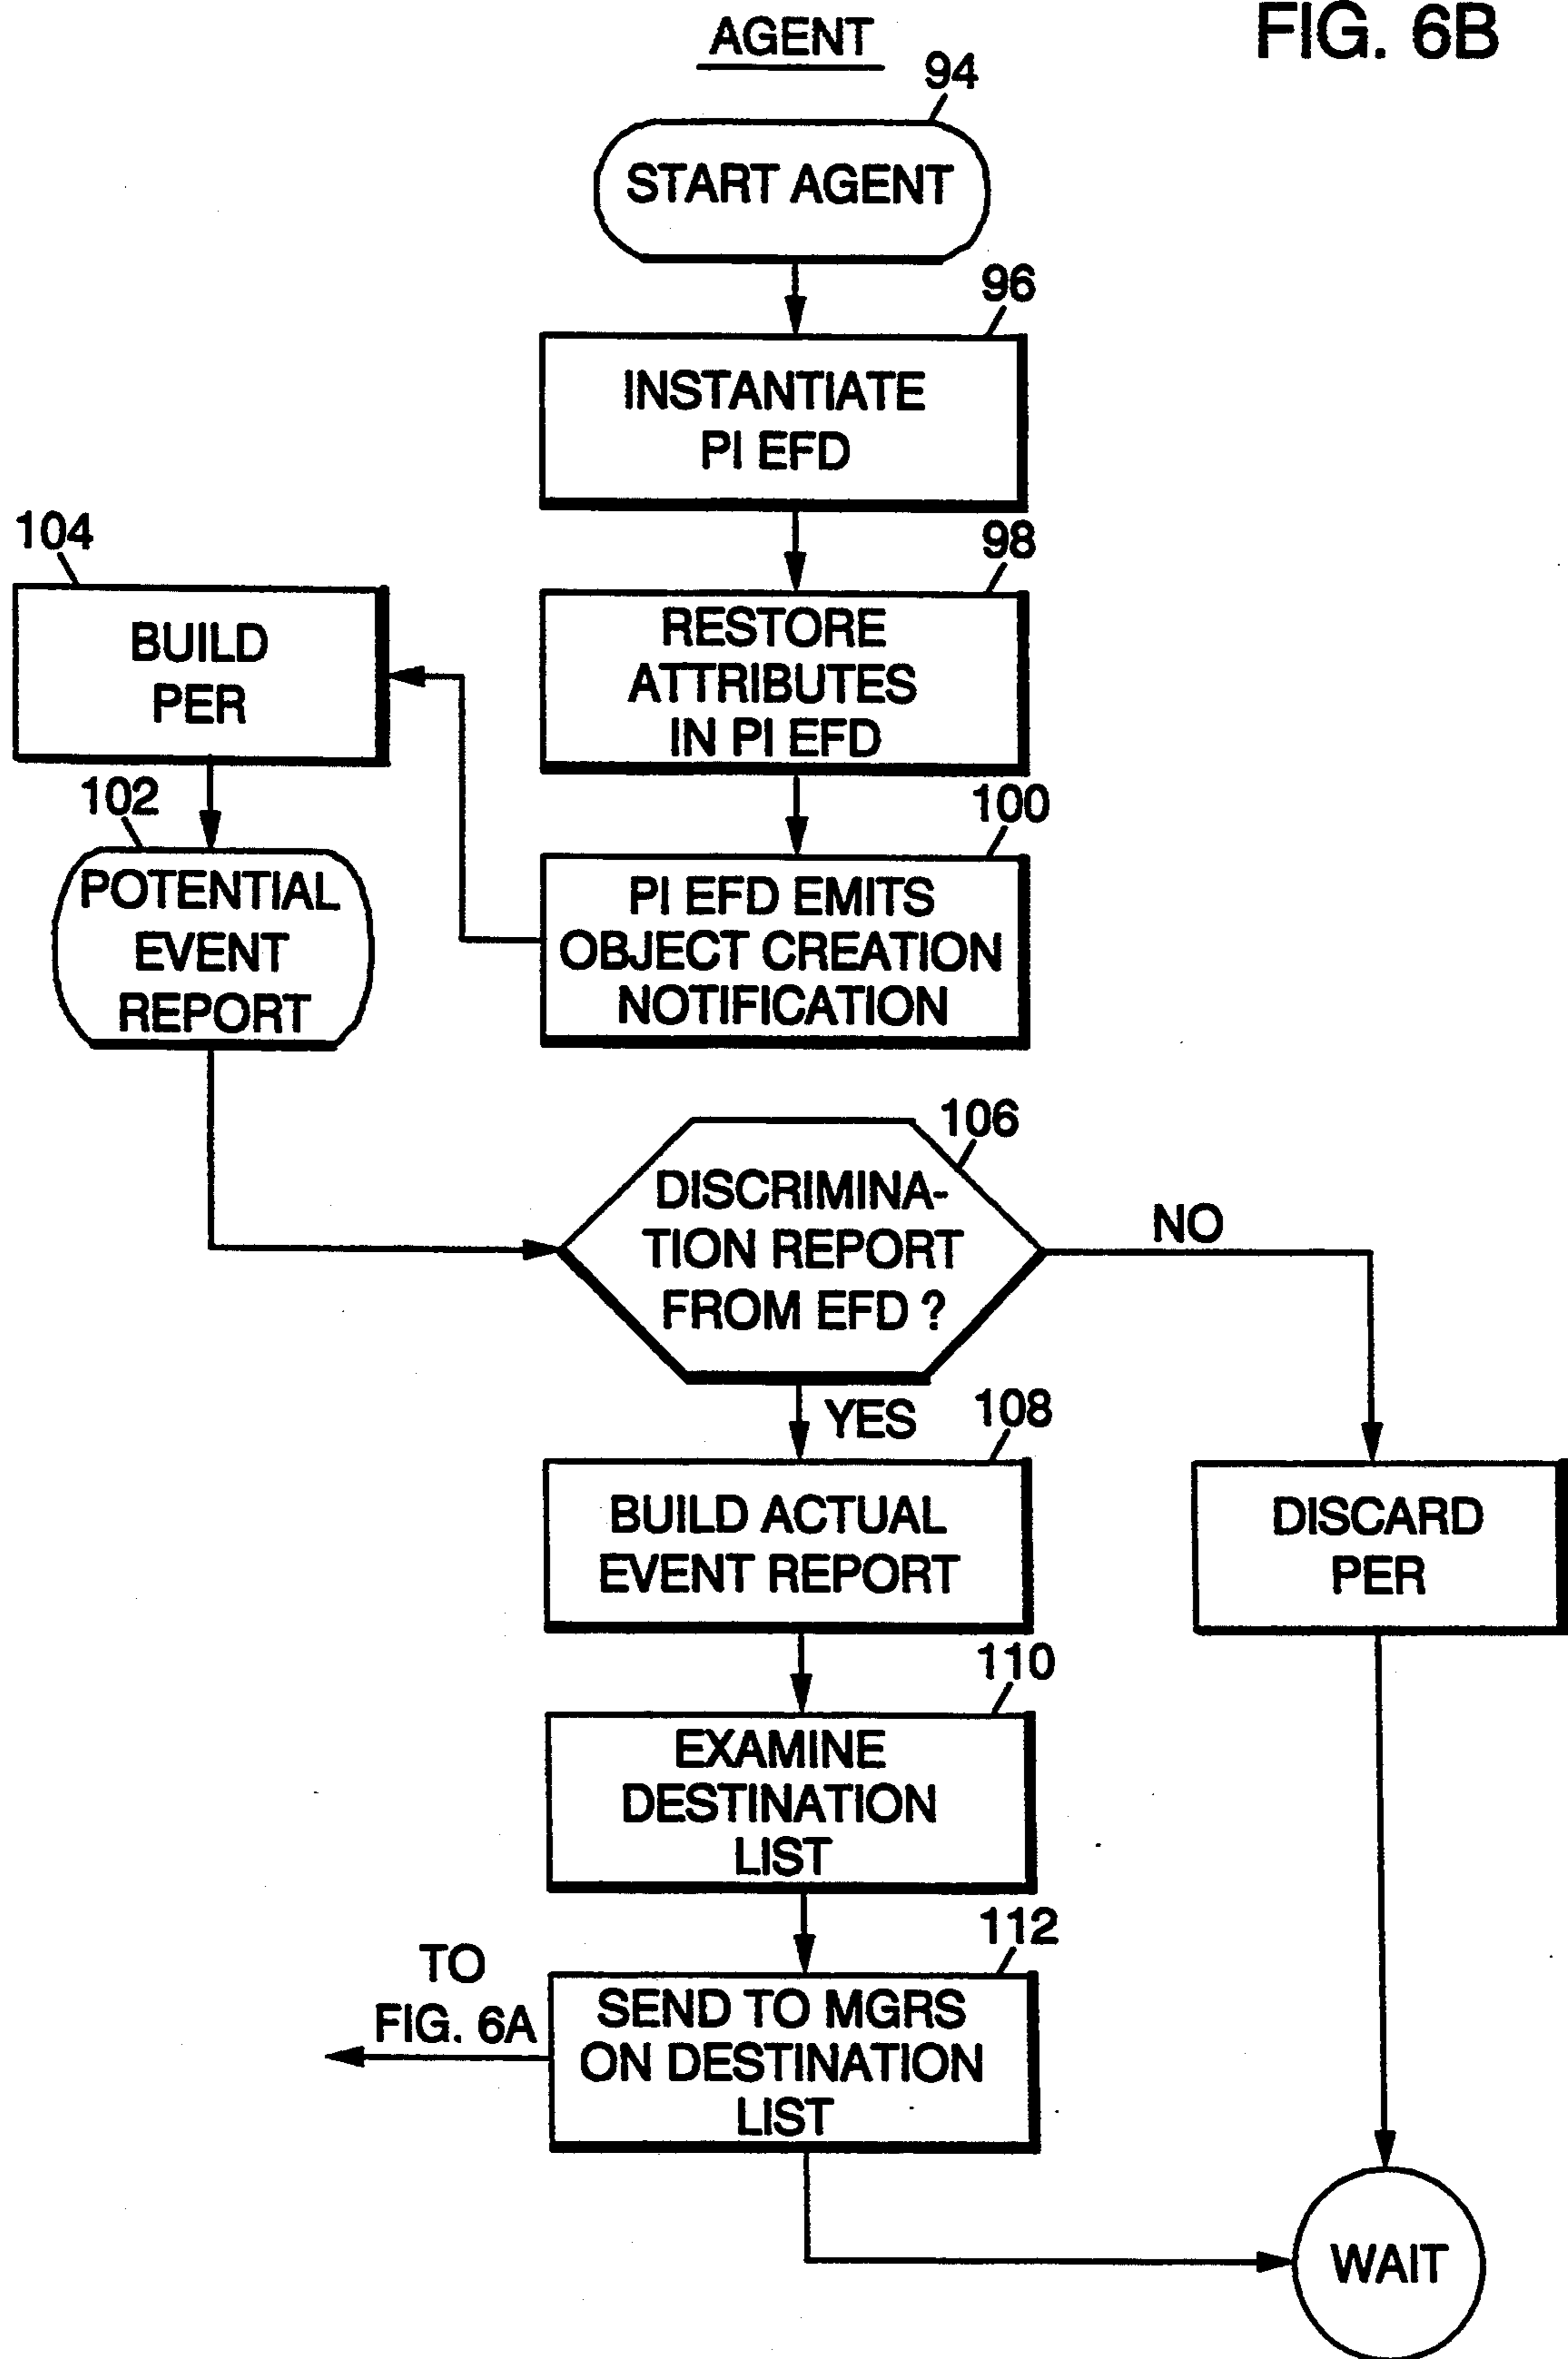 FIG. 6B
AGENT
94
START AGENT
96
INSTANTIATE
PI EFD
98
RESTORE
ATTRIBUTES
IN PI EFD
100
PI EFD EMITS
OBJECT CREATION
NOTIFICATION
104
BUILD
PER
102
POTENTIAL
EVENT
REPORT
106
DISCRIMINA-
TION REPORT
FROM EFD ?
NO
YES
108
BUILD ACTUAL
EVENT REPORT
DISCARD
PER
110
EXAMINE
DESTINATION
LIST
112
SEND TO MGRS
ON DESTINATION
LIST
TO
FIG. 6A
WAIT